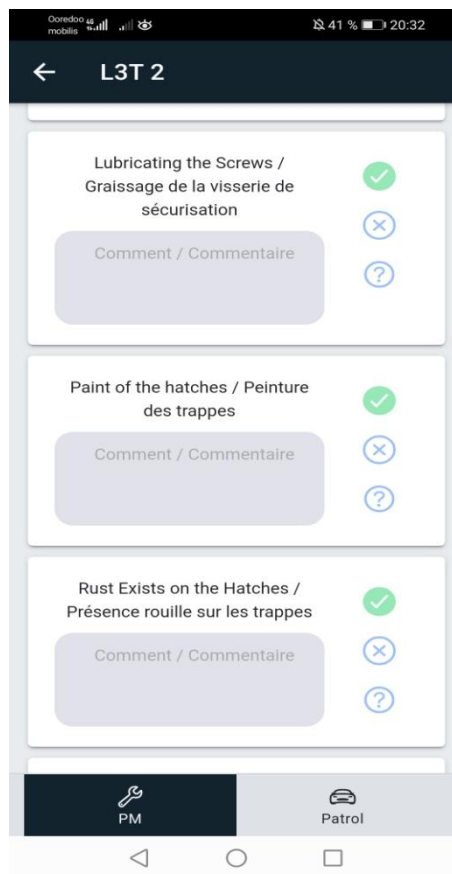 Ooredoo 4G
mobilis
41 % 20:32
L3T 2
Lubricating the Screws /
Graissage de la visserie de
sécurisation
Comment / Commentaire
Paint of the hatches / Peinture
des trappes
Comment / Commentaire
Rust Exists on the Hatches /
Présence rouille sur les trappes
Comment / Commentaire
PM
Patrol